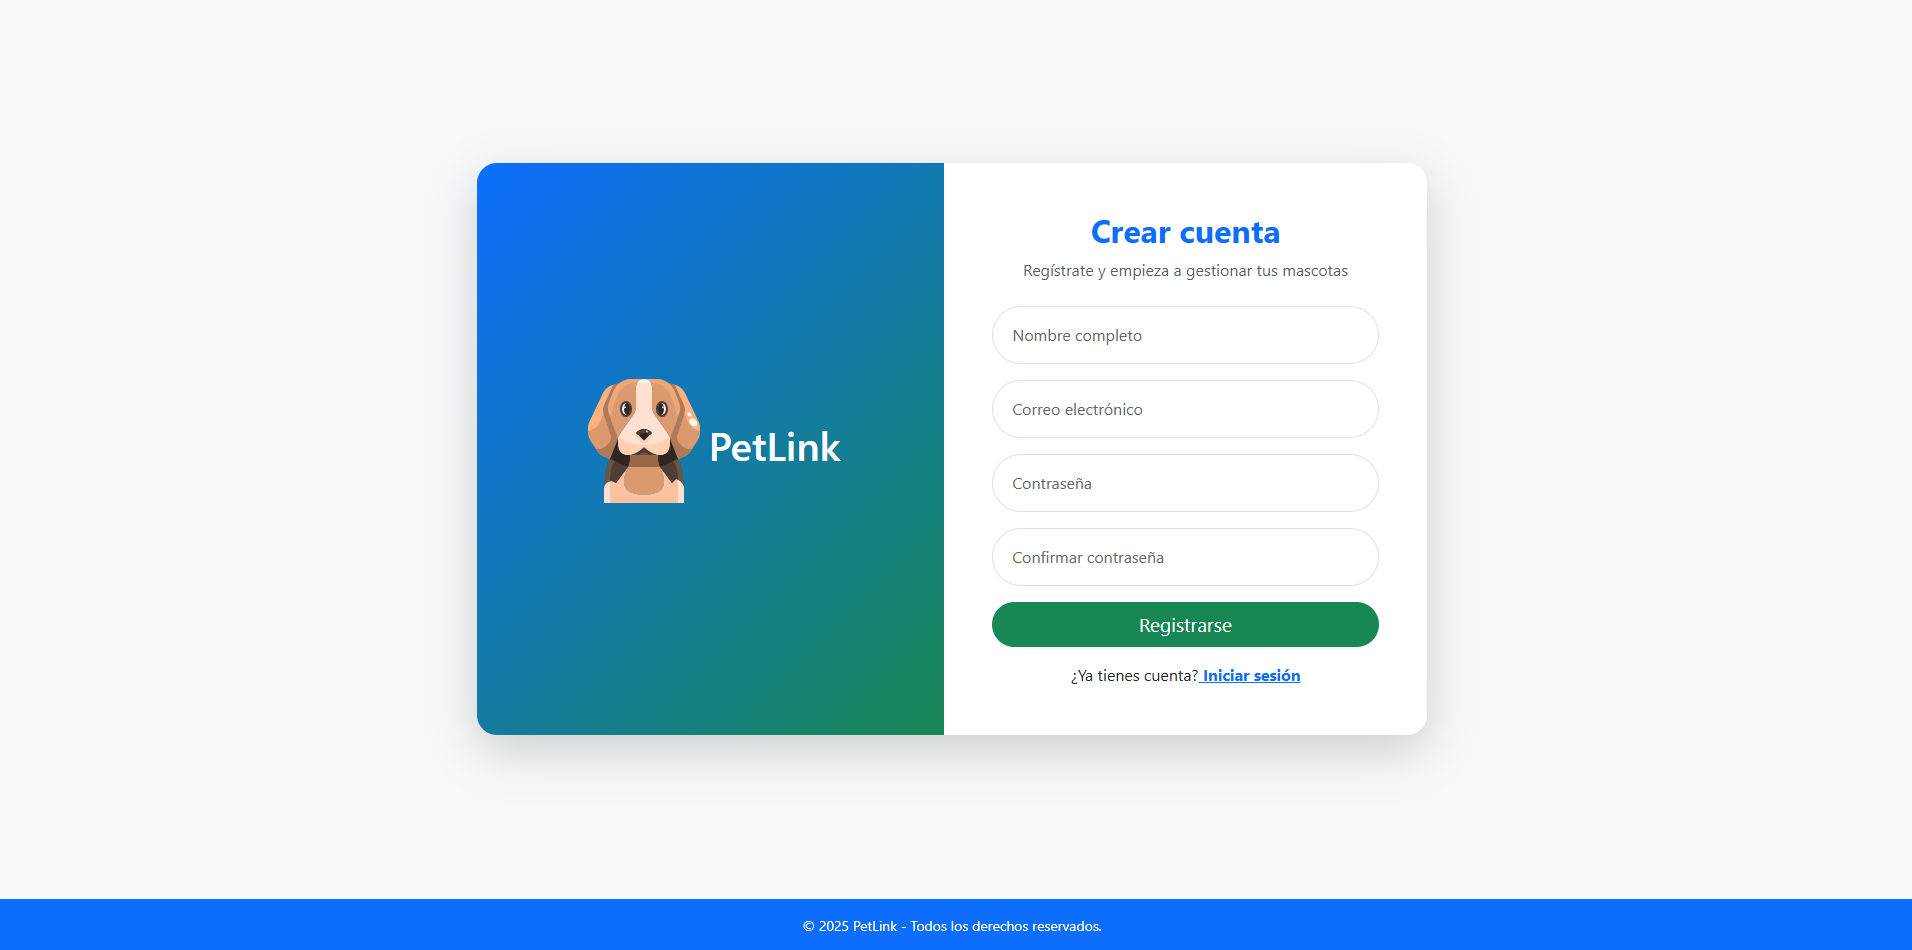 PetLink
Crear cuenta
Regístrate y empieza a gestionar tus mascotas
Nombre completo
Correo electrónico
Contraseña
Confirmar contraseña
Registrarse
¿Ya tienes cuenta? Iniciar sesión
© 2025 PetLink - Todos los derechos reservados.